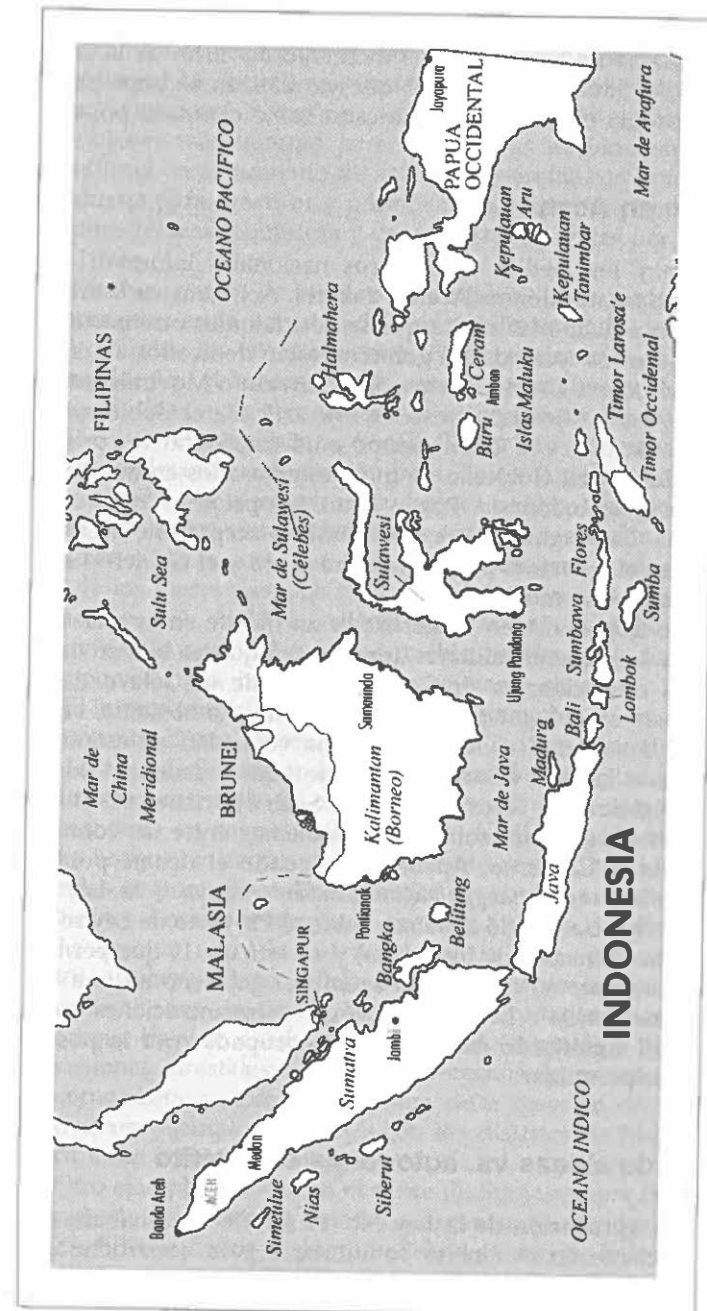 FILIPINAS
OCEANO PACIFICO
Sulu Sea
Mar de
China
Meridional
BRUNEI
MALASIA
SINGAPUR
Mar de Sulawesi
(Célebes)
Halmahera
Jayapura
PAPUA
OCCIDENTAL
Banda Aceh
ACEH
Medan
Simeulue
Nias
Siberut
Sumatra
Jambi
Bangka
Belitung
Pontianak
Kalimantan
(Borneo)
Samarinda
Sulawesi
Ujung Pandang
Buru
Ceram
Ambon
Islas Maluku
Kepulauan
Aru
Kepulauan
Tanimbar
Mar de Java
Java
Madura
Bali
Lombok
Sumbawa
Flores
Sumba
Timor Larosa'e
Timor Occidental
Mar de Arafura
OCEANO INDICO
INDONESIA